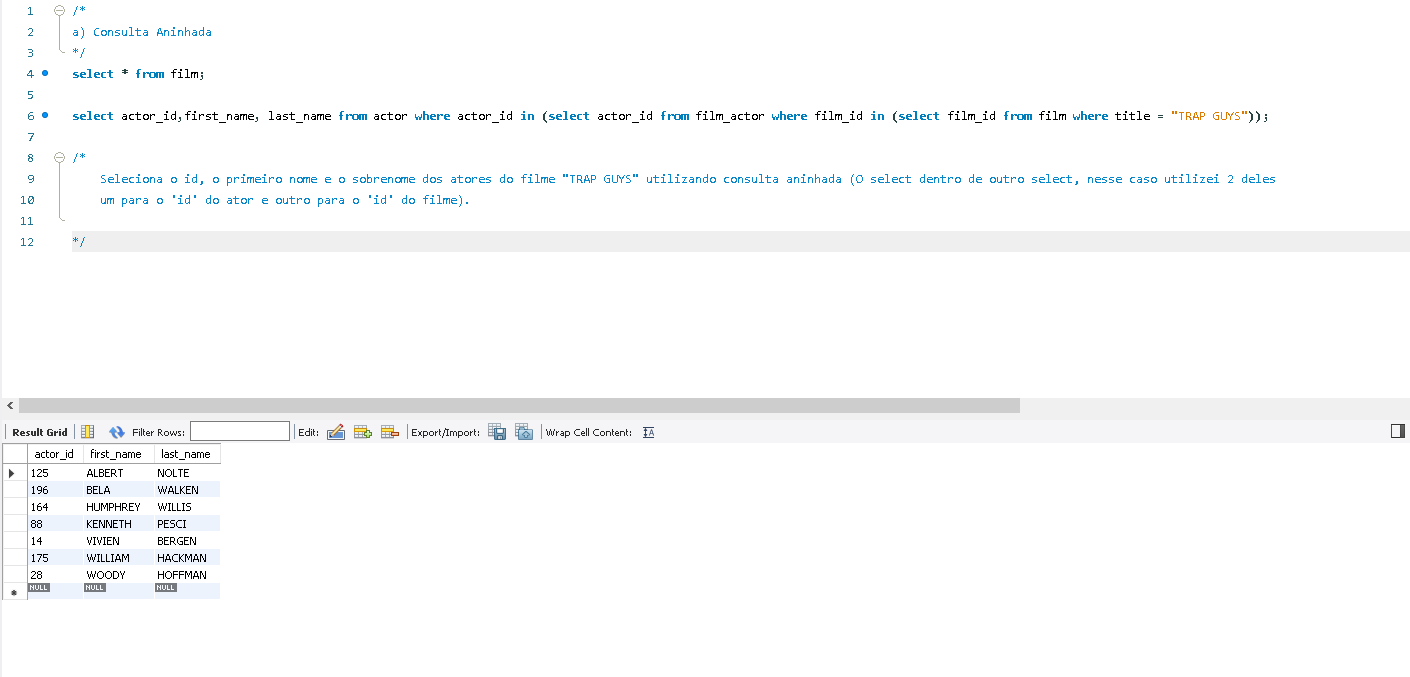 1 /*
2 a) Consulta Aninhada
3 */
4 select * from film;
5
6 select actor_id,first_name, last_name from actor where actor_id in (select actor_id from film_actor where film_id in (select film_id from film where title = "TRAP GUYS"));
7
8 /*
9 Seleciona o id, o primeiro nome e o sobrenome dos atores do filme "TRAP GUYS" utilizando consulta aninhada (O select dentro de outro select, nesse caso utilizei 2 deles
10 um para o 'id' do ator e outro para o 'id' do filme).
11
12 */
Result Grid Filter Rows: Edit: Export/Import: Wrap Cell Content: IA
actor_id first_name last_name
125 ALBERT NOLTE
196 BELA WALKEN
164 HUMPHREY WILLIS
88 KENNETH PESCI
14 VIVIEN BERGEN
175 WILLIAM HACKMAN
28 WOODY HOFFMAN
NULL NULL NULL